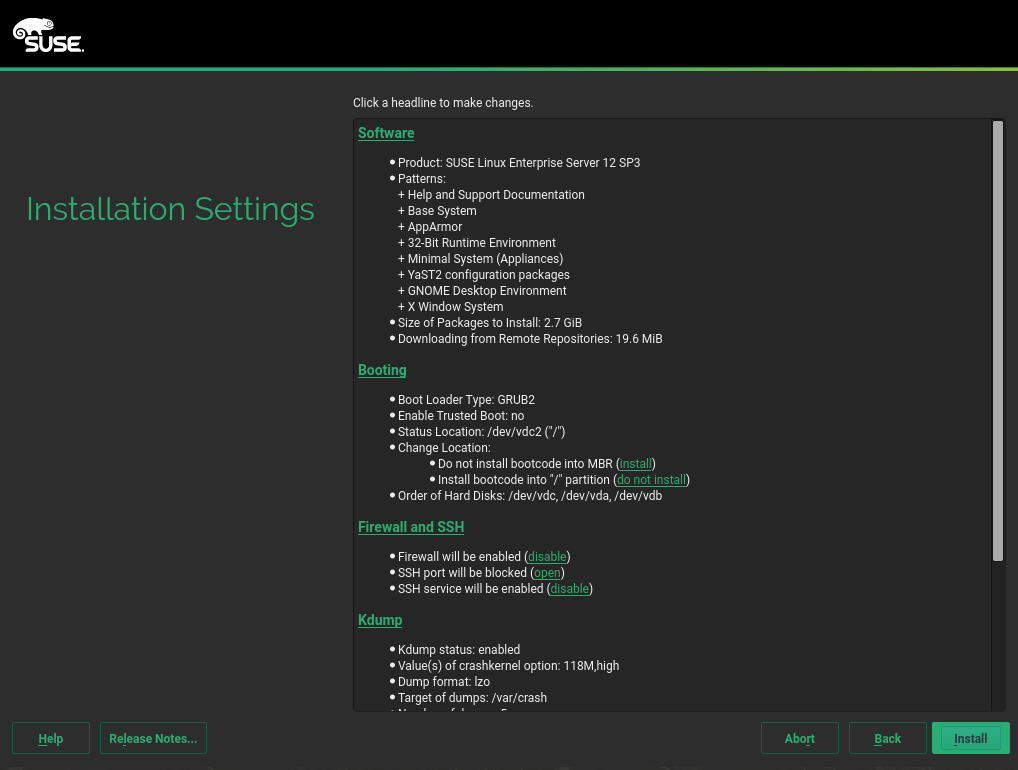 SUSE.
Click a headline to make changes.
Installation Settings
Software
• Product: SUSE Linux Enterprise Server 12 SP3
• Patterns:
+ Help and Support Documentation
+ Base System
+ AppArmor
+ 32-Bit Runtime Environment
+ Minimal System (Appliances)
+ YaST2 configuration packages
+ GNOME Desktop Environment
+ X Window System
• Size of Packages to Install: 2.7 GiB
• Downloading from Remote Repositories: 19.6 MiB
Booting
• Boot Loader Type: GRUB2
• Enable Trusted Boot: no
• Status Location: /dev/vdc2 ("/")
• Change Location:
• Do not install bootcode into MBR (install)
• Install bootcode into "/" partition (do not install)
• Order of Hard Disks: /dev/vdc, /dev/vda, /dev/vdb
Firewall and SSH
• Firewall will be enabled (disable)
• SSH port will be blocked (open)
• SSH service will be enabled (disable)
Kdump
• Kdump status: enabled
• Value(s) of crashkernel option: 118M,high
• Dump format: lzo
• Target of dumps: /var/crash
Help
Release Notes...
Abort
Back
Install